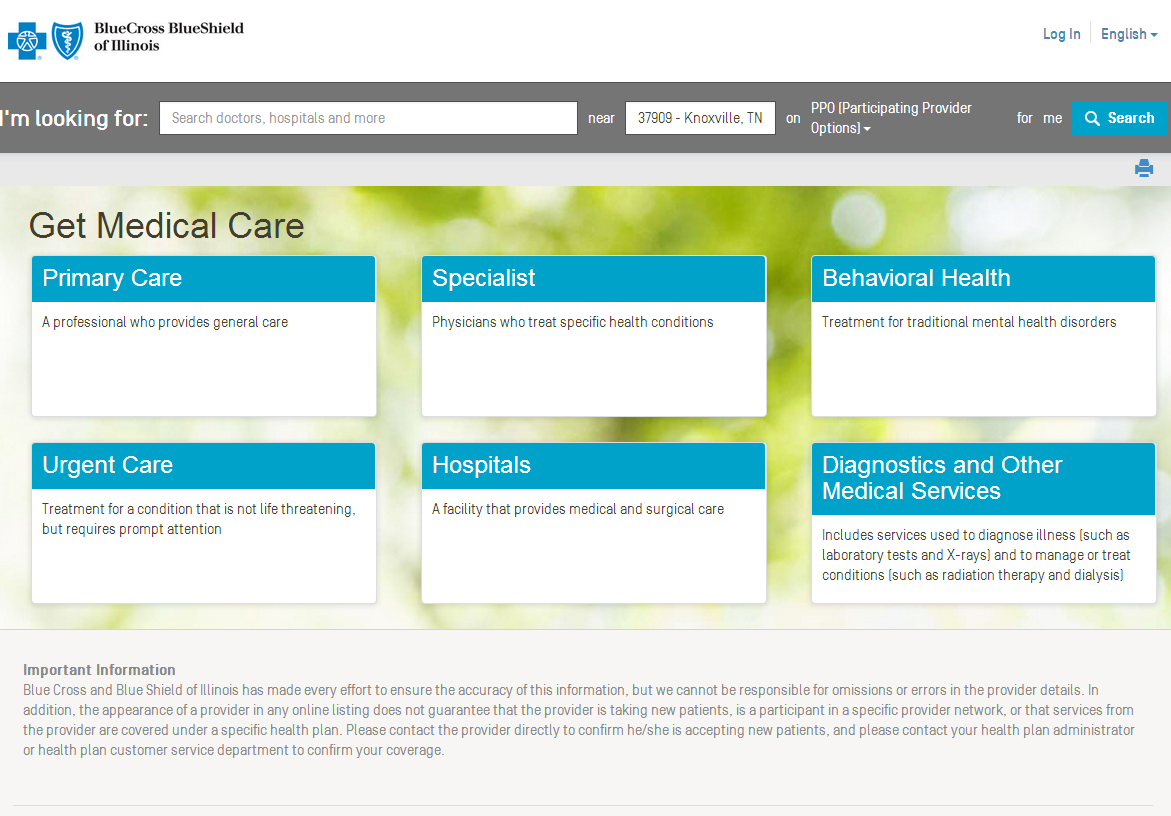 BlueCross BlueShield
of Illinois
Log In
English
I'm looking for:
Search doctors, hospitals and more
near
37909 - Knoxville, TN
on
PPO (Participating Provider
Options)
for me
Search
Get Medical Care
Primary Care
A professional who provides general care
Specialist
Physicians who treat specific health conditions
Behavioral Health
Treatment for traditional mental health disorders
Urgent Care
Treatment for a condition that is not life threatening,
but requires prompt attention
Hospitals
A facility that provides medical and surgical care
Diagnostics and Other
Medical Services
Includes services used to diagnose illness (such as
laboratory tests and X-rays) and to manage or treat
conditions (such as radiation therapy and dialysis)
Important Information
Blue Cross and Blue Shield of Illinois has made every effort to ensure the accuracy of this information, but we cannot be responsible for omissions or errors in the provider details. In
addition, the appearance of a provider in any online listing does not guarantee that the provider is taking new patients, is a participant in a specific provider network, or that services from
the provider are covered under a specific health plan. Please contact the provider directly to confirm he/she is accepting new patients, and please contact your health plan administrator
or health plan customer service department to confirm your coverage.